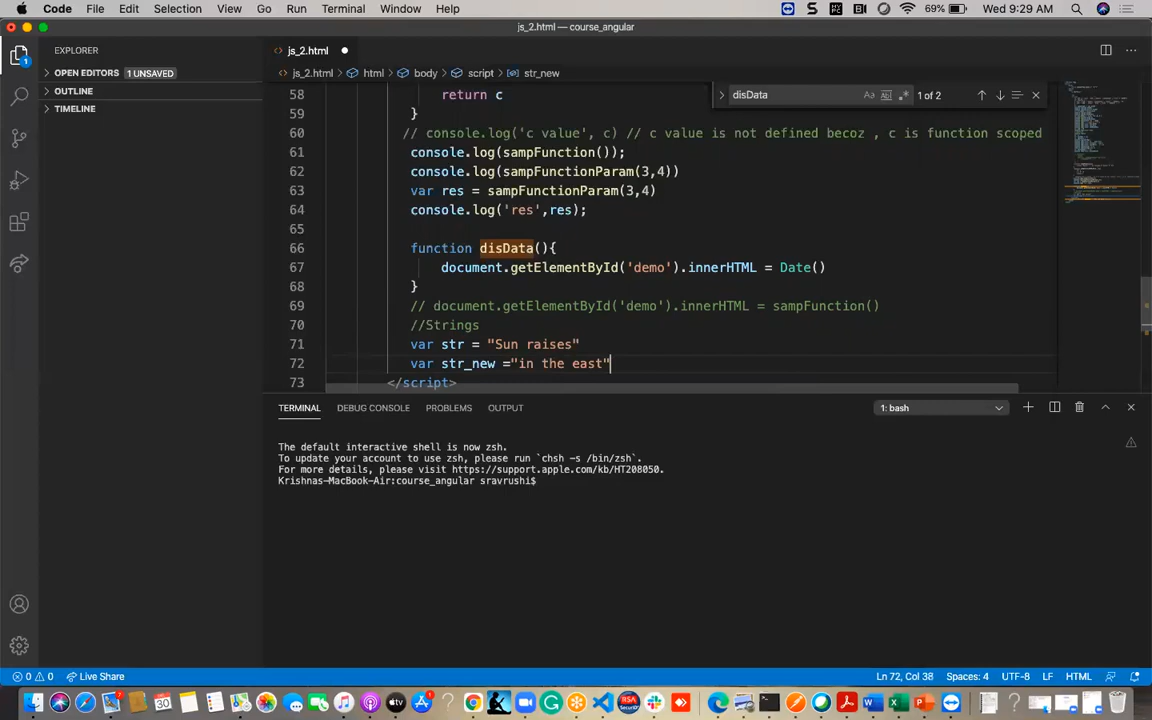 Code File Edit Selection View Go Run Terminal Window Help 69% Wed 9:29 AM
js_2.html — course_angular
EXPLORER
js_2.html
OPEN EDITORS 1 UNSAVED
OUTLINE
TIMELINE
js_2.html > html > body > script > str_new
disData
1 of 2
58 return c
59 }
60 // console.log('c value', c) // c value is not defined becoz , c is function scoped
61 console.log(sampFunction());
62 console.log(sampFunctionParam(3,4))
63 var res = sampFunctionParam(3,4)
64 console.log('res',res);
65
66 function disData(){
67 document.getElementById('demo').innerHTML = Date()
68 }
69 // document.getElementById('demo').innerHTML = sampFunction()
70 //Strings
71 var str = "Sun raises"
72 var str_new ="in the east"
73 </script>
TERMINAL DEBUG CONSOLE PROBLEMS OUTPUT 1: bash
The default interactive shell is now zsh.
To update your account to use zsh, please run `chsh -s /bin/zsh`.
For more details, please visit https://support.apple.com/kb/HT208050.
Krishnas-MacBook-Air:course_angular sravrushi$
0 0 Live Share Ln 72, Col 38 Spaces: 4 UTF-8 LF HTML